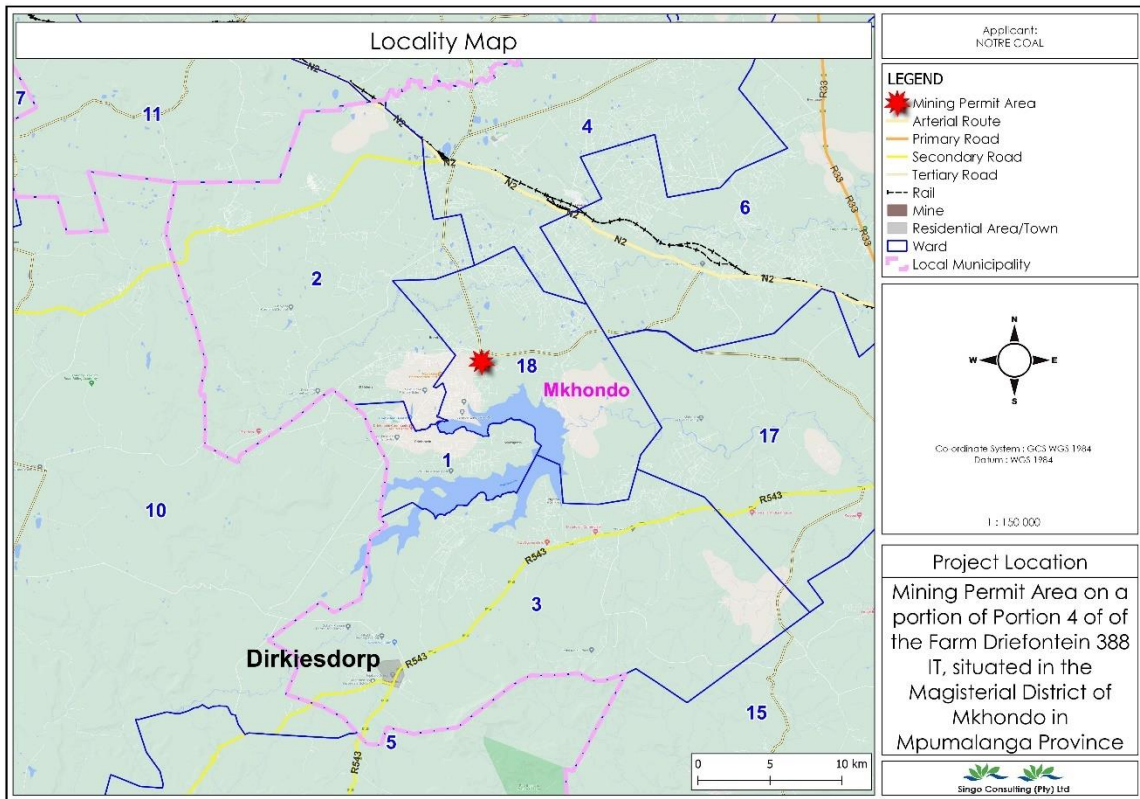 Locality Map
7
11
4
6
2
18
Mkhondo
17
1
10
3
Dirkiesdorp
15
5
N2
N2
N2
N2
N2
N2
N2
R33
R33
R33
R33
R543
R543
R543
R543
R543
0 5 10 km
Applicant:
NOTRE COAL
LEGEND
Mining Permit Area
Arterial Route
Primary Road
Secondary Road
Tertiary Road
Rail
Mine
Residential Area/Town
Ward
Local Municipality
N
W E
S
Co-ordinate System : GCS WGS 1984
Datum : WGS 1984
1 : 150 000
Project Location
Mining Permit Area on a
portion of Portion 4 of of
the Farm Driefontein 388
IT, situated in the
Magisterial District of
Mkhondo in
Mpumalanga Province
Singo Consulting (Pty) Ltd